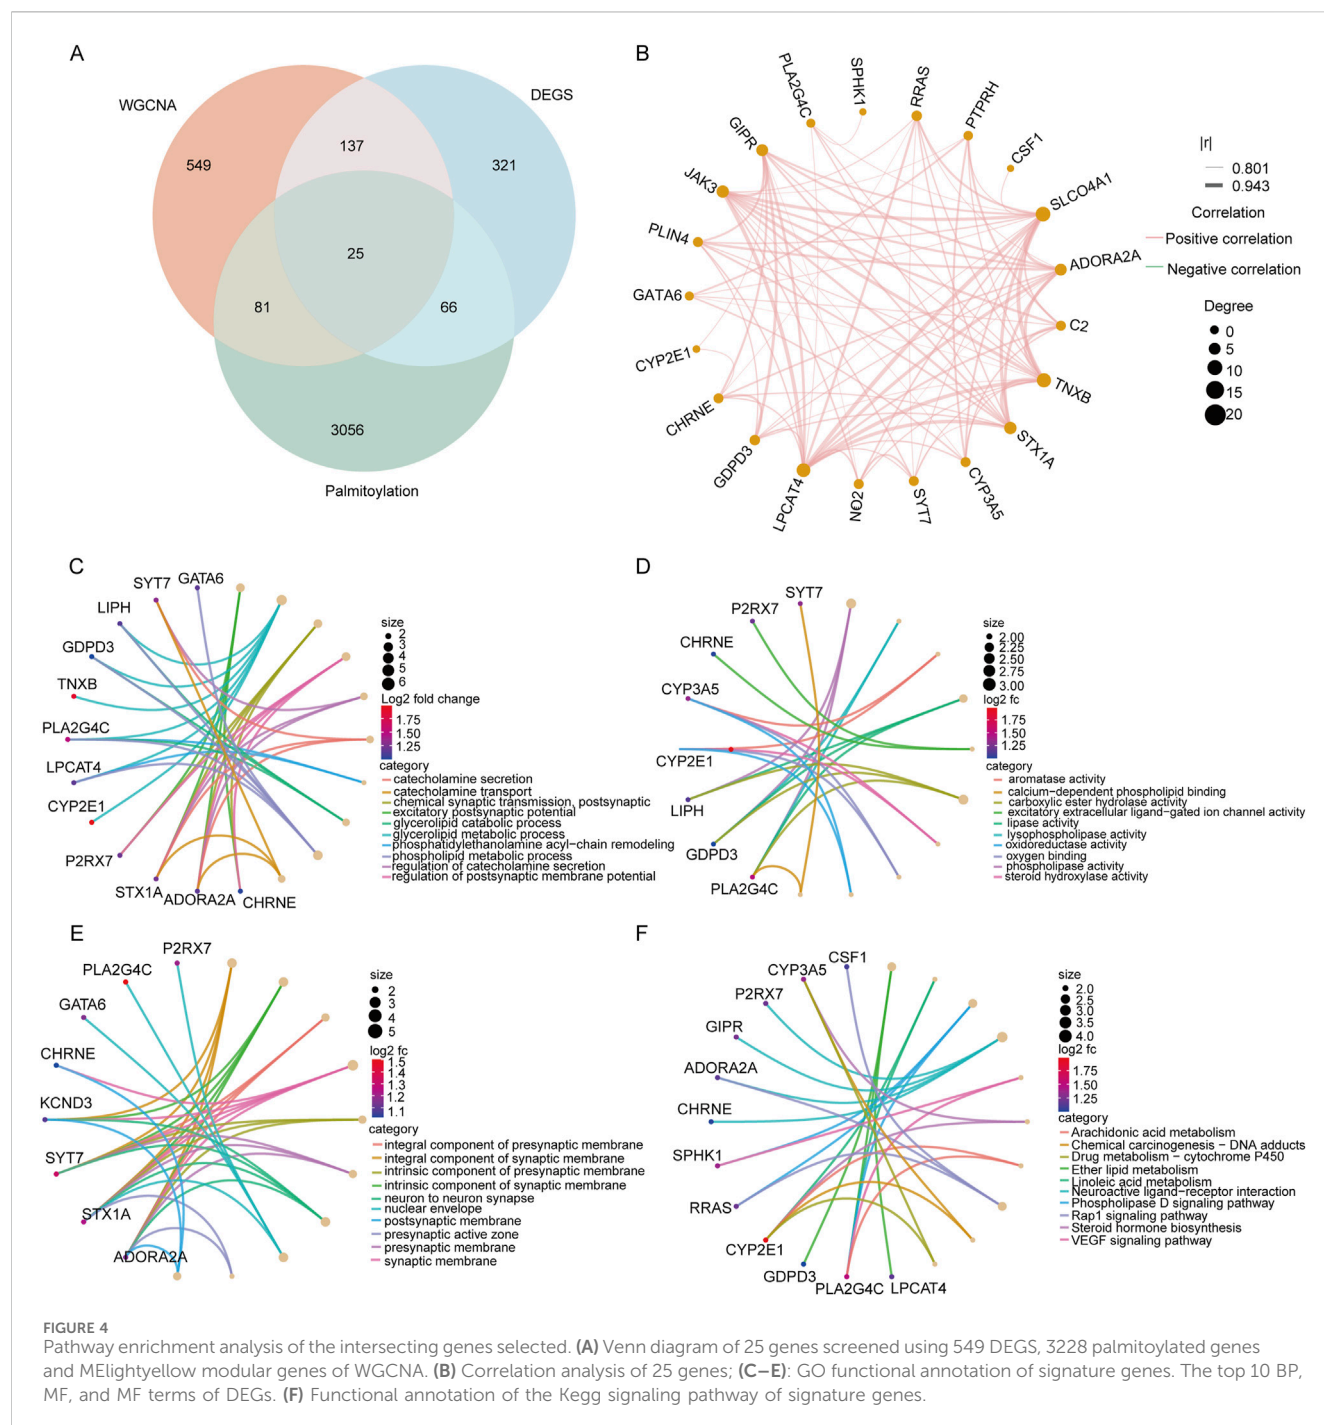 A
WGCNA
DEGS
549
137
321
25
81
66
3056
Palmitoylation
B
PLA2G4C
SPHK1
RRAS
PTPRH
CSF1
SLCO4A1
ADORA2A
C2
TNXB
STX1A
CYP3A5
SYT7
NO2
LPCAT4
GDPD3
CHRNE
CYP2E1
GATA6
PLIN4
JAK3
GIPR
|r|
0.801
0.943
Correlation
Positive correlation
Negative correlation
Degree
0
5
10
15
20
C
SYT7
GATA6
LIPH
GDPD3
TNXB
PLA2G4C
LPCAT4
CYP2E1
P2RX7
STX1A
ADORA2A
CHRNE
size
2
3
4
5
6
Log2 fold change
1.75
1.50
1.25
category
catecholamine secretion
catecholamine transport
chemical synaptic transmission, postsynaptic
excitatory postsynaptic potential
glycerolipid catabolic process
glycerolipid metabolic process
phosphatidylethanolamine acyl-chain remodeling
phospholipid metabolic process
regulation of catecholamine secretion
regulation of postsynaptic membrane potential
D
SYT7
P2RX7
CHRNE
CYP3A5
CYP2E1
LIPH
GDPD3
PLA2G4C
size
2.00
2.25
2.50
2.75
3.00
log2 fc
1.75
1.50
1.25
category
aromatase activity
calcium-dependent phospholipid binding
carboxylic ester hydrolase activity
excitatory extracellular ligand-gated ion channel activity
lipase activity
lysophospholipase activity
oxidoreductase activity
oxygen binding
phospholipase activity
steroid hydroxylase activity
E
P2RX7
PLA2G4C
GATA6
CHRNE
KCND3
SYT7
STX1A
ADORA2A
size
2
3
4
5
log2 fc
1.5
1.4
1.3
1.2
1.1
category
integral component of presynaptic membrane
integral component of synaptic membrane
intrinsic component of presynaptic membrane
intrinsic component of synaptic membrane
neuron to neuron synapse
nuclear envelope
postsynaptic membrane
presynaptic active zone
presynaptic membrane
synaptic membrane
F
CSF1
CYP3A5
P2RX7
GIPR
ADORA2A
CHRNE
SPHK1
RRAS
CYP2E1
GDPD3
PLA2G4C
LPCAT4
size
2.0
2.5
3.0
3.5
4.0
log2 fc
1.75
1.50
1.25
category
Arachidonic acid metabolism
Chemical carcinogenesis − DNA adducts
Drug metabolism − cytochrome P450
Ether lipid metabolism
Linoleic acid metabolism
Neuroactive ligand−receptor interaction
Phospholipase D signaling pathway
Rap1 signaling pathway
Steroid hormone biosynthesis
VEGF signaling pathway
FIGURE 4
Pathway enrichment analysis of the intersecting genes selected. (A) Venn diagram of 25 genes screened using 549 DEGS, 3228 palmitoylated genes
and MElightyellow modular genes of WGCNA. (B) Correlation analysis of 25 genes; (C–E): GO functional annotation of signature genes. The top 10 BP,
MF, and MF terms of DEGs. (F) Functional annotation of the Kegg signaling pathway of signature genes.